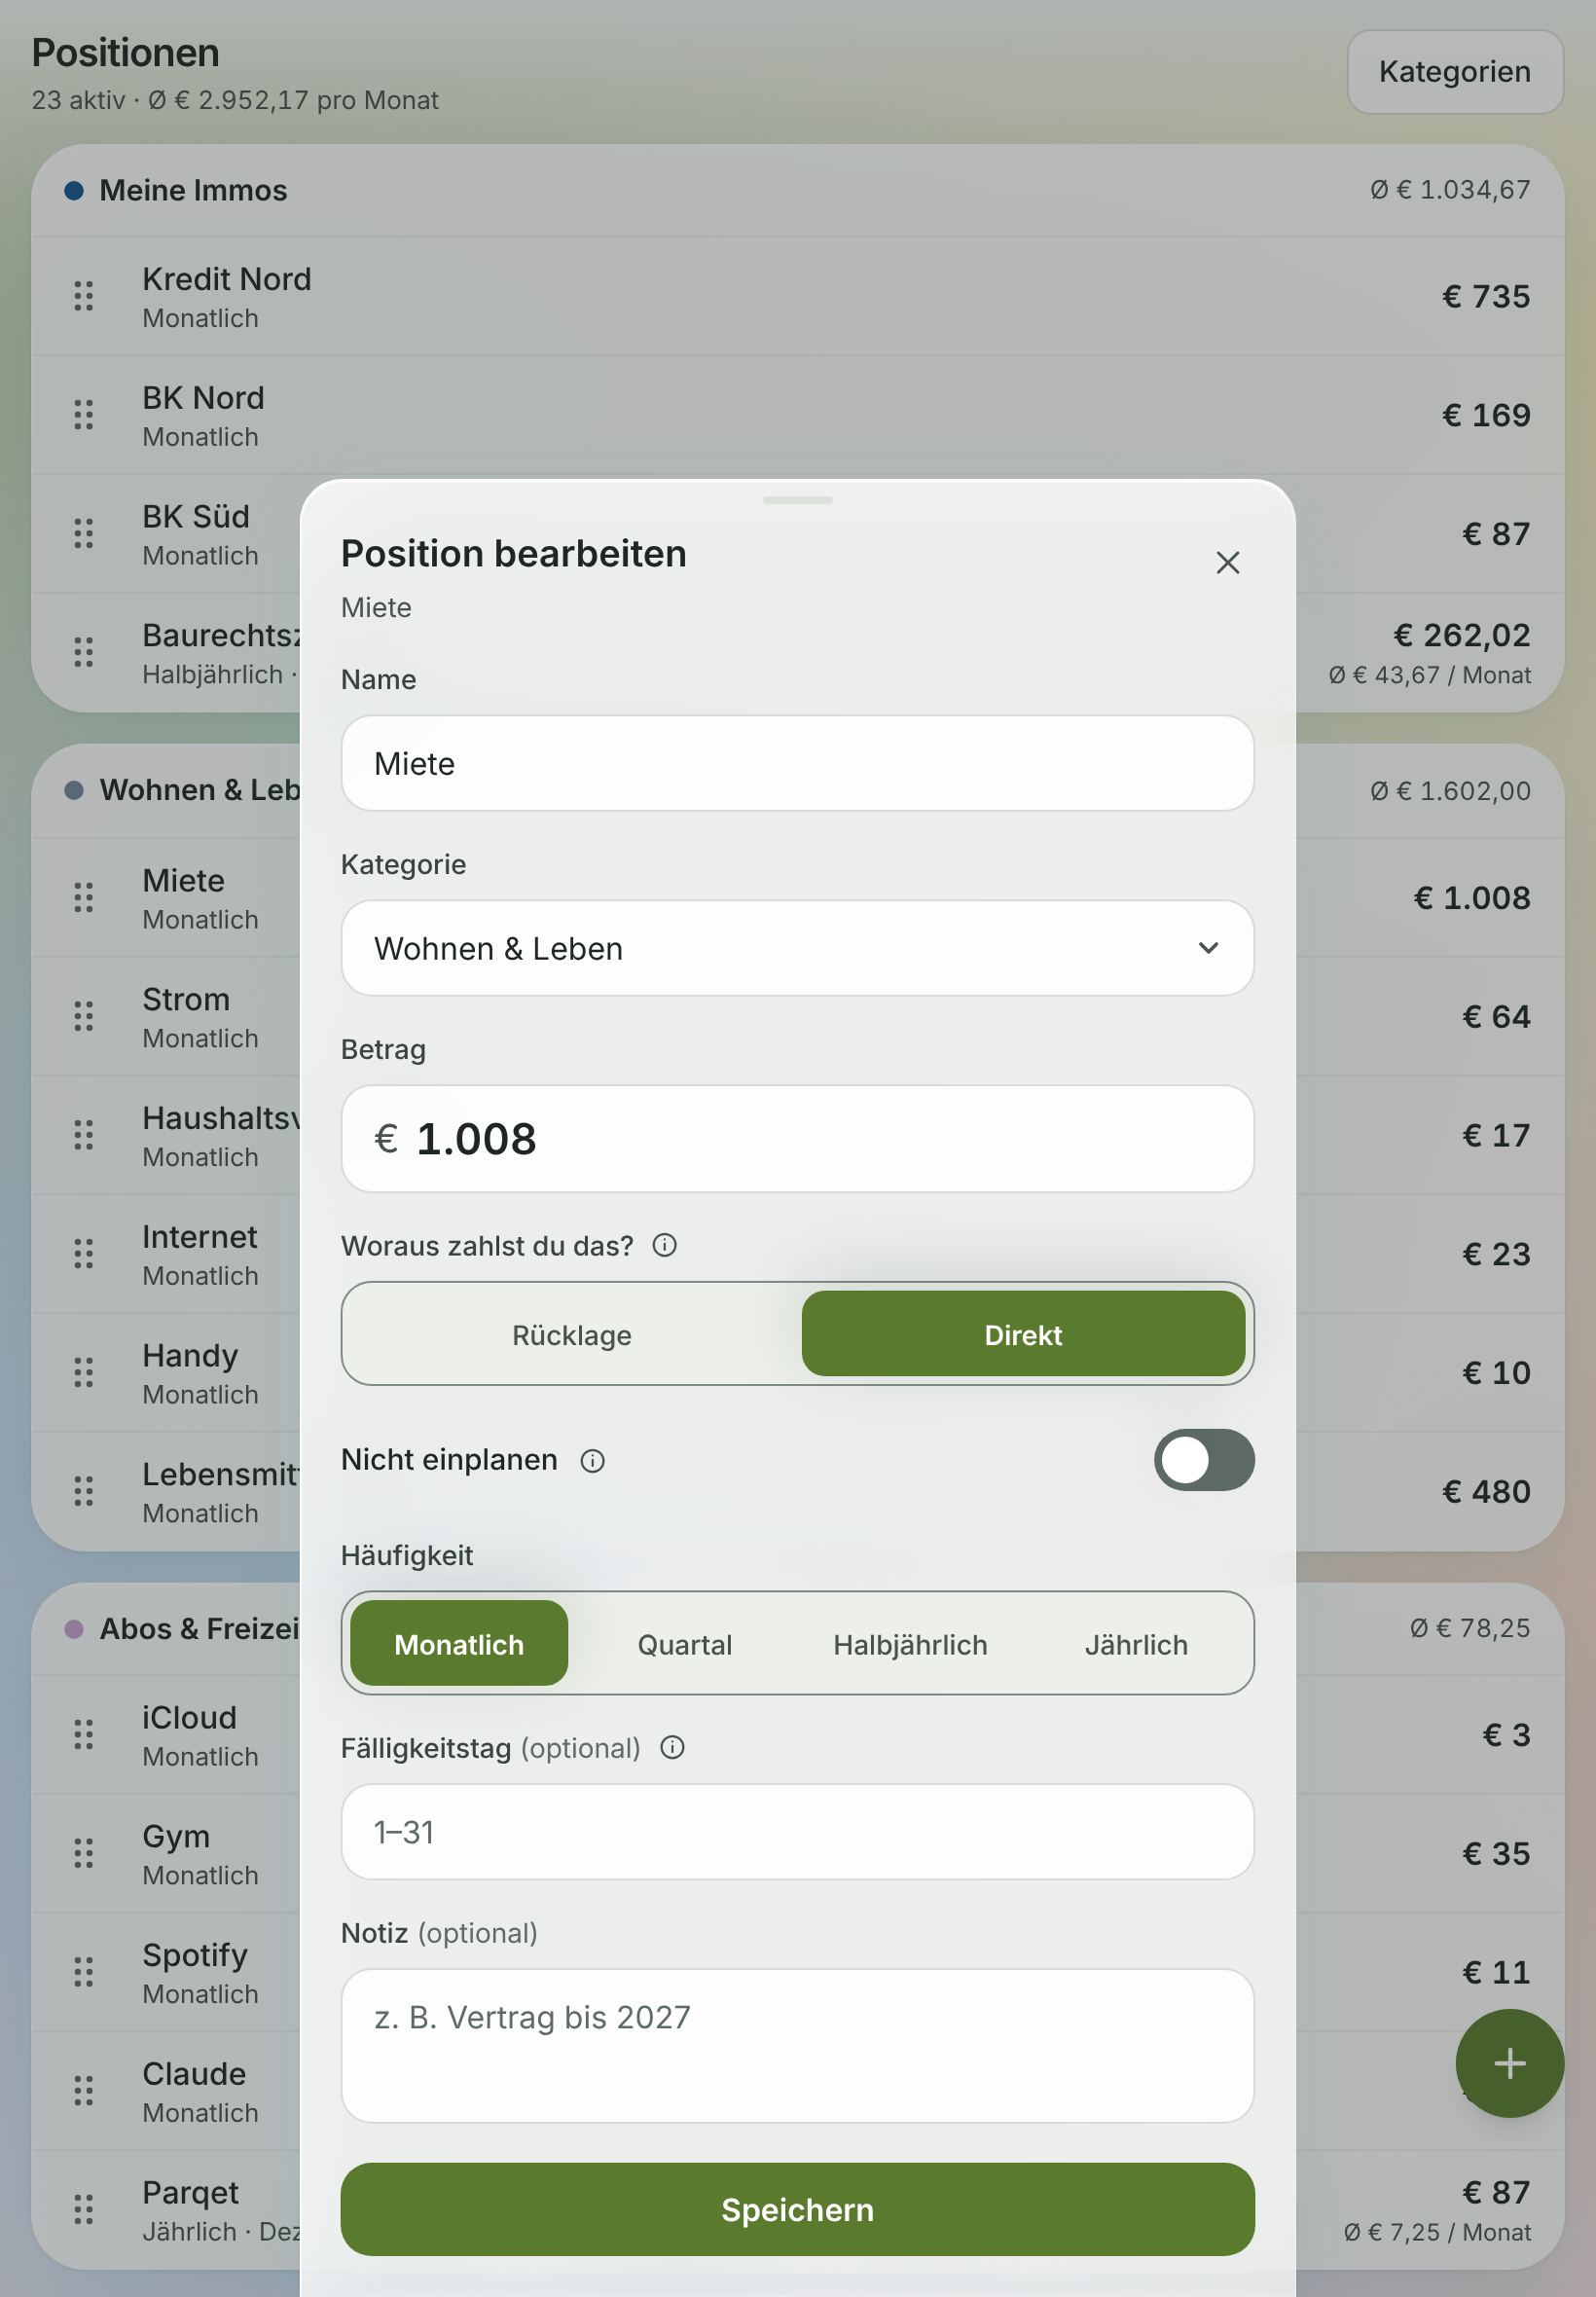 Positionen
23 aktiv · Ø € 2.952,17 pro Monat
Kategorien
Meine Immos
Ø € 1.034,67
Kredit Nord
Monatlich
€ 735
BK Nord
Monatlich
€ 169
BK Süd
Monatlich
€ 87
Halbjährlich ·
€ 262,02
Ø € 43,67 / Monat
Wohnen &
Ø € 1.602,00
Miete
Monatlich
€ 1.008
Strom
Monatlich
€ 64
Monatlich
€ 17
Internet
Monatlich
€ 23
Handy
Monatlich
€ 10
Monatlich
€ 480
Abos &
Ø € 78,25
iCloud
Monatlich
€ 3
Gym
Monatlich
€ 35
Spotify
Monatlich
€ 11
Claude
Monatlich
Parqet
Jährlich · Dez
€ 87
Ø € 7,25 / Monat
Position bearbeiten
Miete
Name
Miete
Kategorie
Wohnen & Leben
Betrag
€ 1.008
Woraus zahlst du das?
Rücklage
Direkt
Nicht einplanen
Häufigkeit
Monatlich
Quartal
Halbjährlich
Jährlich
Fälligkeitstag (optional)
1–31
Notiz (optional)
z. B. Vertrag bis 2027
Speichern